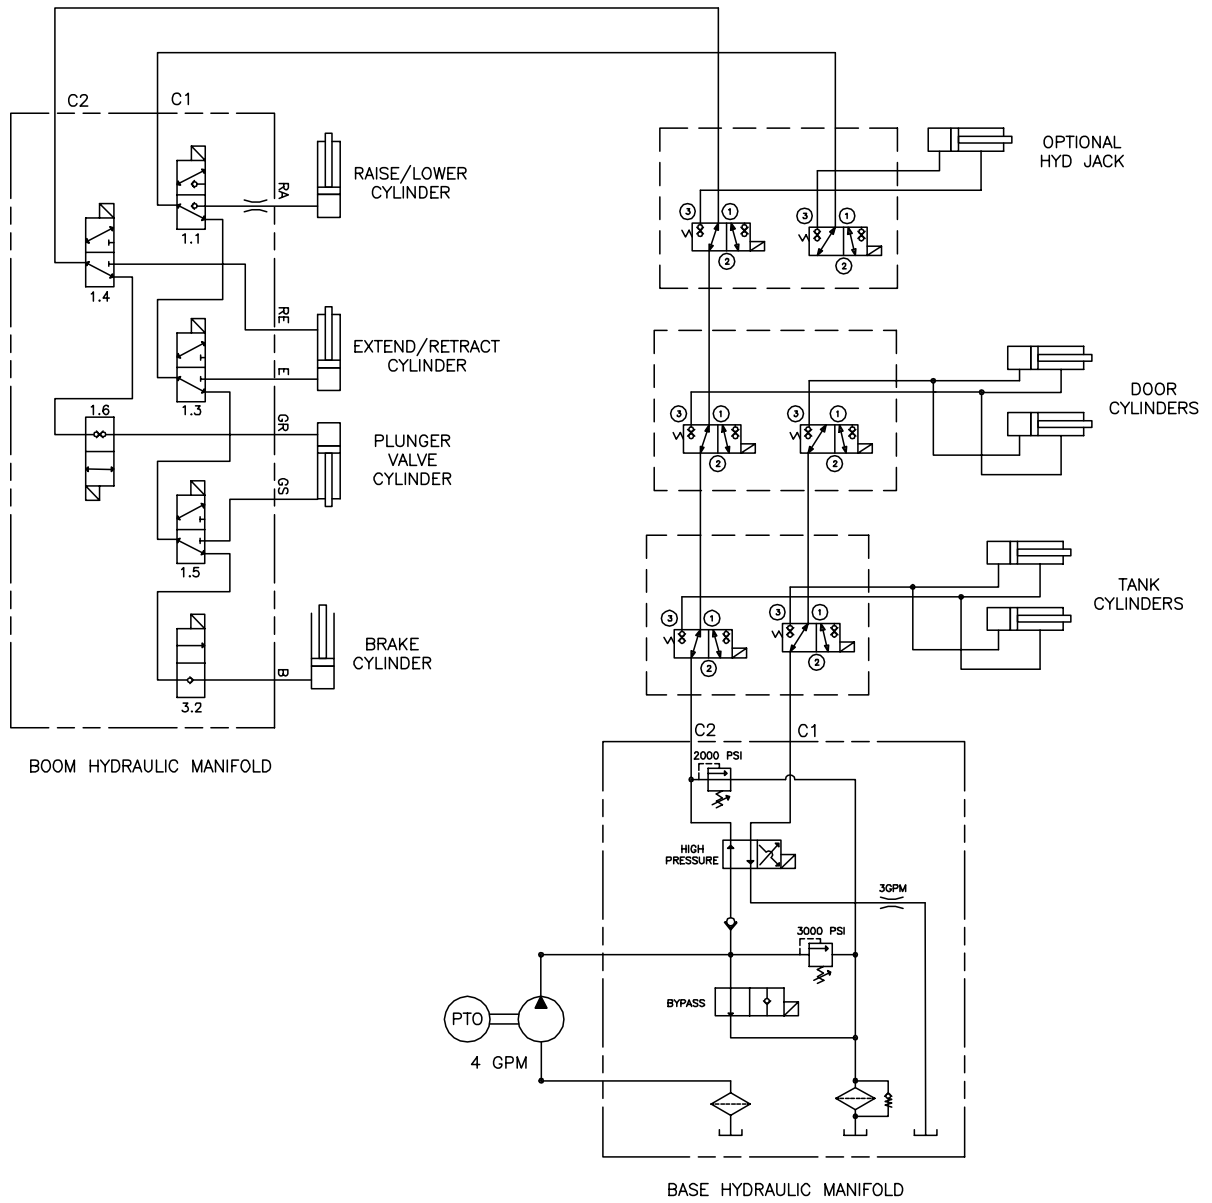 C2
C1
RA
RAISE/LOWER
CYLINDER
1.1
1.4
RE
EXTEND/RETRACT
CYLINDER
E
1.3
1.6
GR
PLUNGER
VALVE
CYLINDER
GS
1.5
BRAKE
CYLINDER
B
3.2
BOOM HYDRAULIC MANIFOLD
OPTIONAL
HYD JACK
3
1
2
3
1
2
DOOR
CYLINDERS
3
1
2
3
1
2
TANK
CYLINDERS
3
1
2
3
1
2
C2
C1
2000 PSI
HIGH
PRESSURE
3GPM
3000 PSI
BYPASS
PTO
4 GPM
BASE HYDRAULIC MANIFOLD